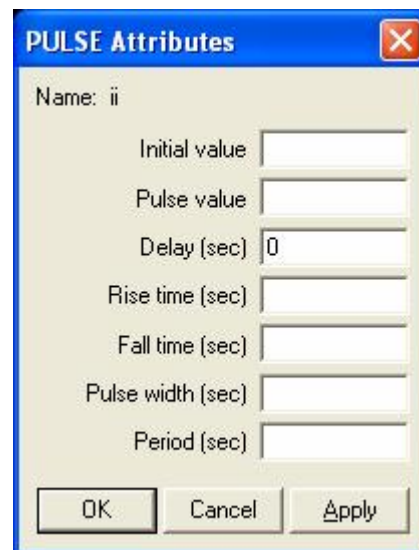 PULSE Attributes
Name: ii
Initial value
Pulse value
Delay (sec) 0
Rise time (sec)
Fall time (sec)
Pulse width (sec)
Period (sec)
OK Cancel Apply